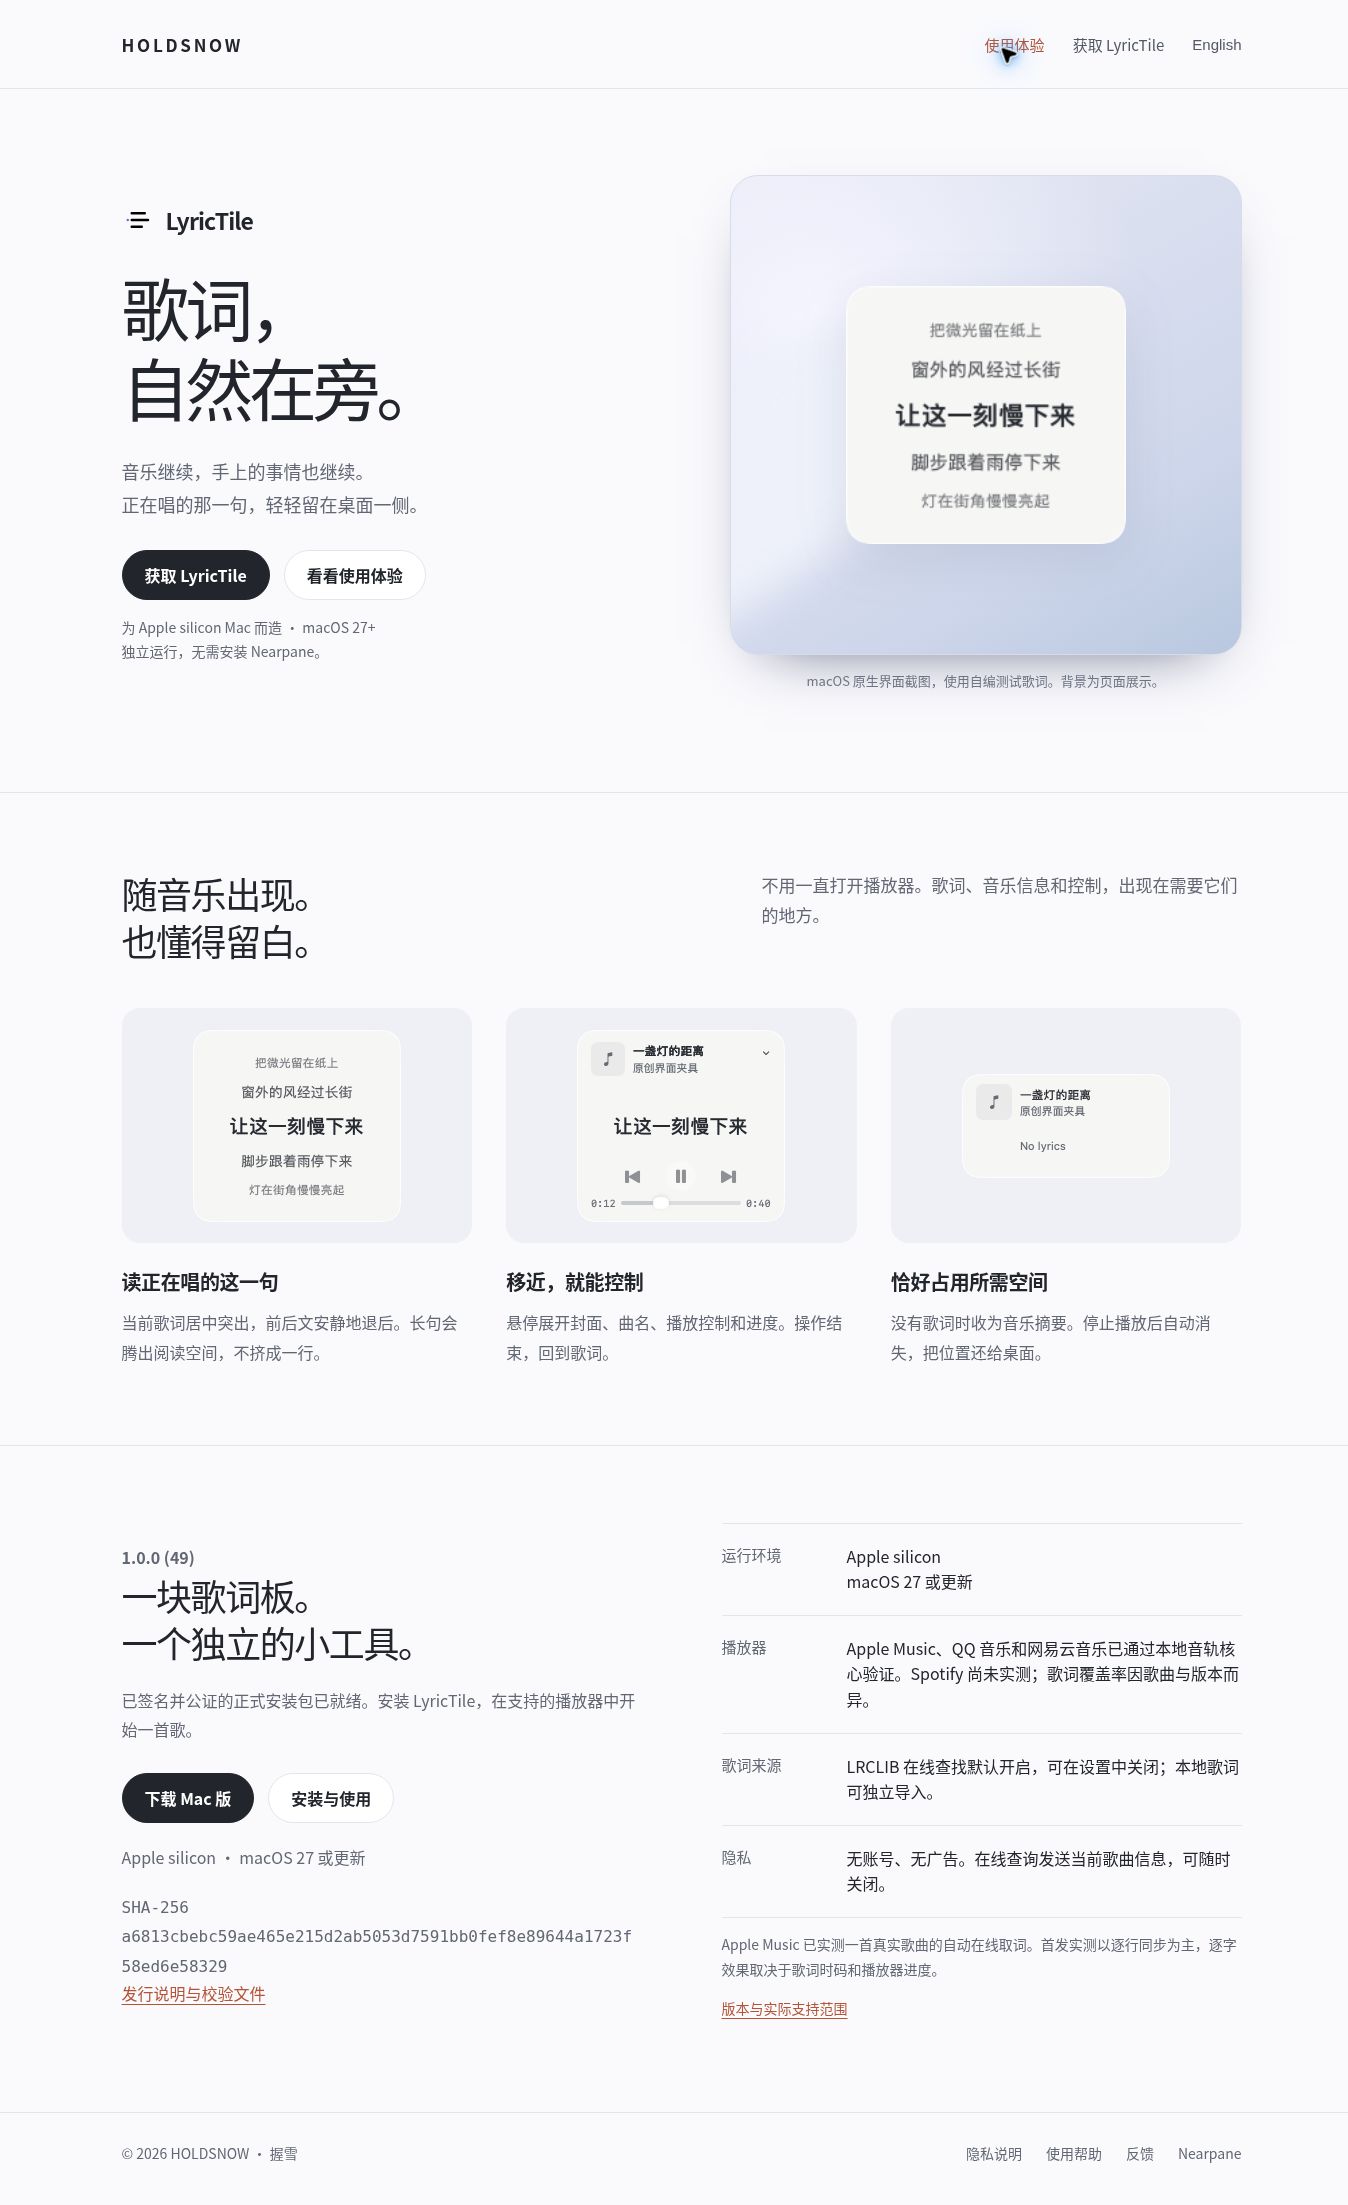 HOLDSNOW
使用体验
获取 LyricTile
English
LyricTile
歌词，
自然在旁。
音乐继续，手上的事情也继续。
正在唱的那一句，轻轻留在桌面一侧。
获取 LyricTile
看看使用体验
为 Apple silicon Mac 而造 · macOS 27+
独立运行，无需安装 Nearpane。
把微光留在纸上
窗外的风经过长街
让这一刻慢下来
脚步跟着雨停下来
灯在街角慢慢亮起
macOS 原生界面截图，使用自编测试歌词。背景为页面展示。
随音乐出现。
也懂得留白。
不用一直打开播放器。歌词、音乐信息和控制，出现在需要它们
的地方。
把微光留在纸上
窗外的风经过长街
让这一刻慢下来
脚步跟着雨停下来
灯在街角慢慢亮起
读正在唱的这一句
当前歌词居中突出，前后文安静地退后。长句会
腾出阅读空间，不挤成一行。
一盏灯的距离
原创界面夹具
让这一刻慢下来
0:12
0:40
移近，就能控制
悬停展开封面、曲名、播放控制和进度。操作结
束，回到歌词。
一盏灯的距离
原创界面夹具
No lyrics
恰好占用所需空间
没有歌词时收为音乐摘要。停止播放后自动消
失，把位置还给桌面。
1.0.0 (49)
一块歌词板。
一个独立的小工具。
已签名并公证的正式安装包已就绪。安装 LyricTile，在支持的播放器中开
始一首歌。
下载 Mac 版
安装与使用
Apple silicon · macOS 27 或更新
SHA-256
a6813cbebc59ae465e215d2ab5053d7591bb0fef8e89644a1723f
58ed6e58329
发行说明与校验文件
运行环境
Apple silicon
macOS 27 或更新
播放器
Apple Music、QQ 音乐和网易云音乐已通过本地音轨核
心验证。Spotify 尚未实测；歌词覆盖率因歌曲与版本而
异。
歌词来源
LRCLIB 在线查找默认开启，可在设置中关闭；本地歌词
可独立导入。
隐私
无账号、无广告。在线查询发送当前歌曲信息，可随时
关闭。
Apple Music 已实测一首真实歌曲的自动在线取词。首发实测以逐行同步为主，逐字
效果取决于歌词时码和播放器进度。
版本与实际支持范围
© 2026 HOLDSNOW · 握雪
隐私说明
使用帮助
反馈
Nearpane